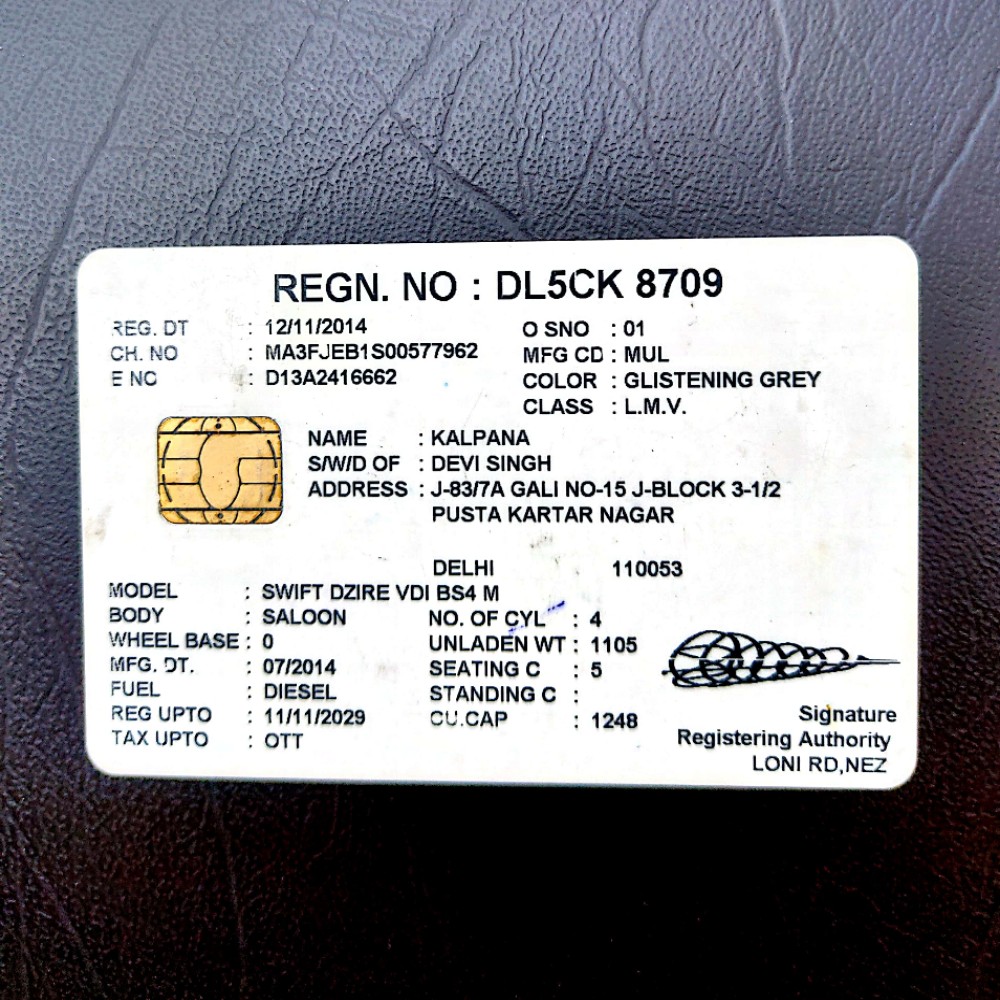 REGN. NO : DL5CK 8709
REG. DT : 12/11/2014 O SNO : 01
CH. NO : MA3FJEB1S00577962 MFG CD : MUL
E NO : D13A2416662 COLOR : GLISTENING GREY
CLASS : L.M.V.
NAME : KALPANA
S/W/D OF : DEVI SINGH
ADDRESS : J-83/7A GALI NO-15 J-BLOCK 3-1/2
PUSTA KARTAR NAGAR
DELHI 110053
MODEL : SWIFT DZIRE VDI BS4 M
BODY : SALOON NO. OF CYL : 4
WHEEL BASE : 0 UNLADEN WT : 1105
MFG. DT. : 07/2014 SEATING C : 5
FUEL : DIESEL STANDING C :
REG UPTO : 11/11/2029 CU.CAP : 1248
TAX UPTO : OTT
Signature
Registering Authority
LONI RD,NEZ